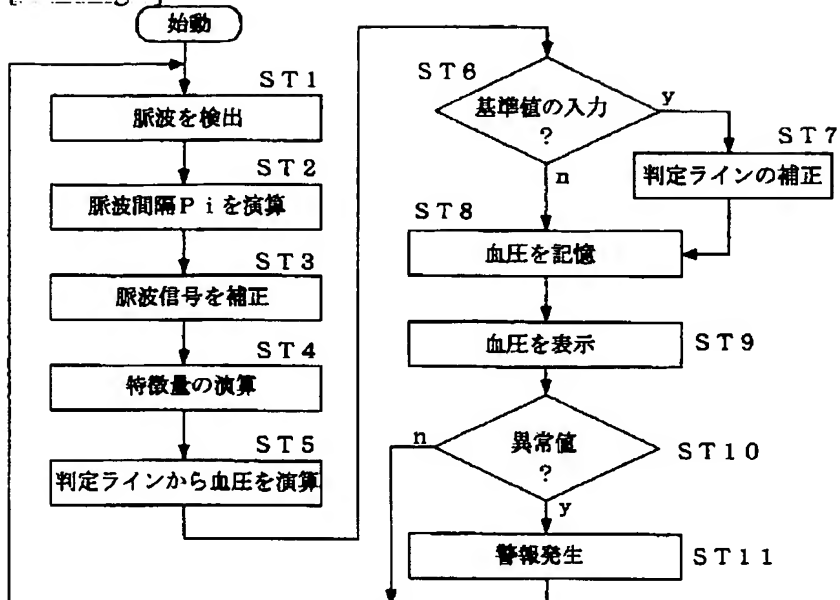 始動
ST1
脈波を検出
ST2
脈波間隔Piを演算
ST3
脈波信号を補正
ST4
特徴量の演算
ST5
判定ラインから血圧を演算
ST6
基準値の入力
?
y
n
ST7
判定ラインの補正
ST8
血圧を記憶
血圧を表示
ST9
n
異常値
?
ST10
y
警報発生
ST11